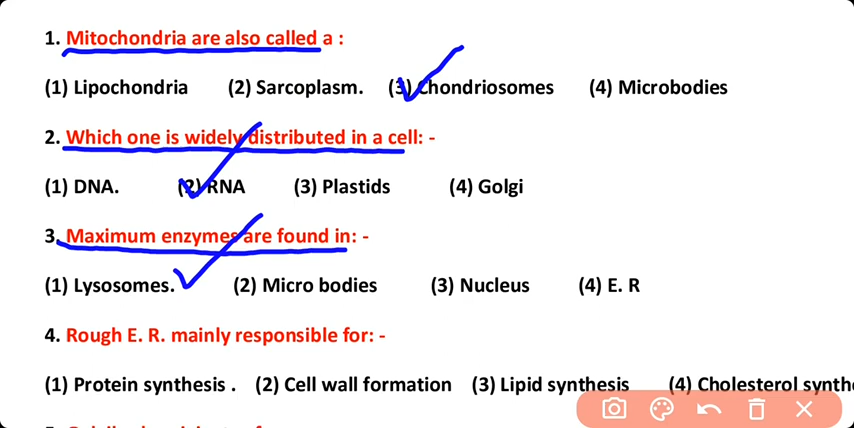 1. Mitochondria are also called a :
(1) Lipochondria (2) Sarcoplasm. (3) Chondriosomes (4) Microbodies
2. Which one is widely distributed in a cell: -
(1) DNA. (2) RNA (3) Plastids (4) Golgi
3. Maximum enzymes are found in: -
(1) Lysosomes. (2) Micro bodies (3) Nucleus (4) E. R
4. Rough E. R. mainly responsible for: -
(1) Protein synthesis . (2) Cell wall formation (3) Lipid synthesis (4) Cholesterol synth